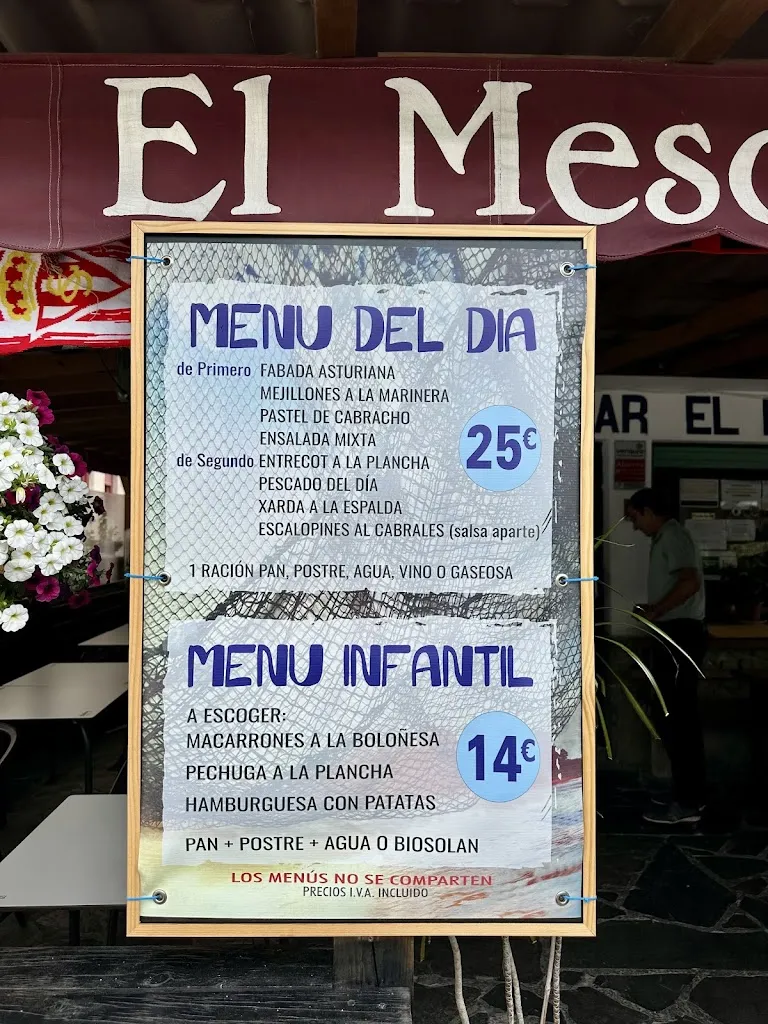 El Meso
MENU DEL DIA
de Primero FABADA ASTURIANA
MEJILLONES A LA MARINERA
PASTEL DE CABRACHO
ENSALADA MIXTA
25€
de Segundo ENTRECOT A LA PLANCHA
PESCADO DEL DÍA
XARDA A LA ESPALDA
ESCALOPINES AL CABRALES (salsa aparte)
1 RACIÓN PAN, POSTRE, AGUA, VINO O GASEOSA
MENU INFANTIL
A ESCOGER:
MACARRONES A LA BOLOÑESA
PECHUGA A LA PLANCHA
14€
HAMBURGUESA CON PATATAS
PAN + POSTRE + AGUA O BIOSOLAN
LOS MENÚS NO SE COMPARTEN
PRECIOS I.V.A. INCLUIDO
AR EL